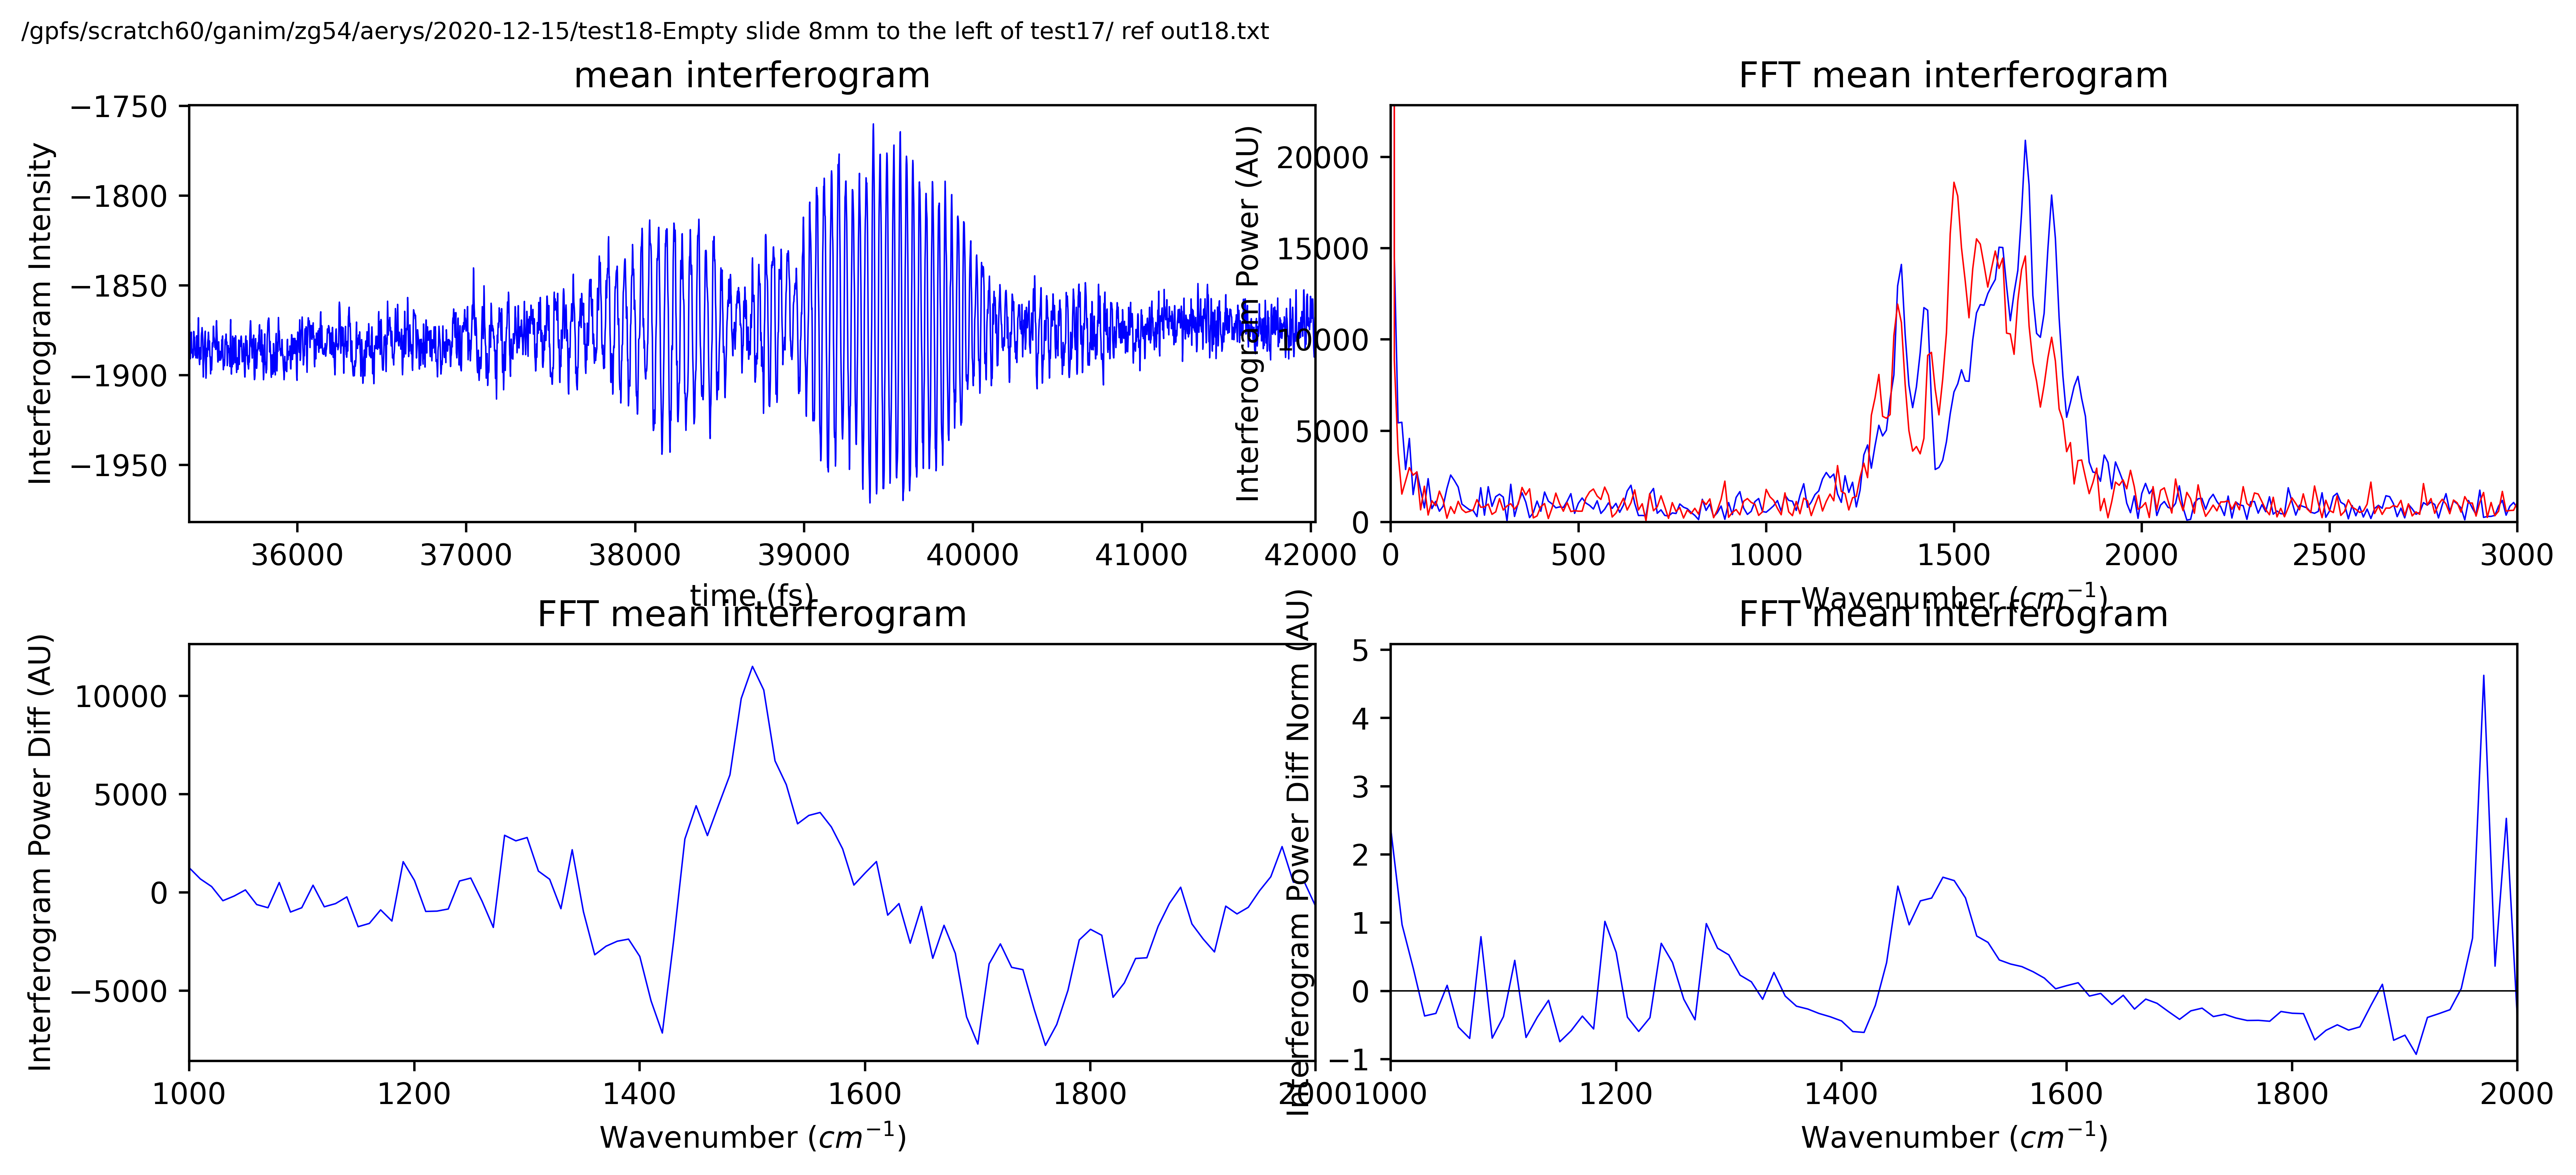 /gpfs/scratch60/ganim/zg54/aerys/2020-12-15/test18-Empty slide 8mm to the left of test17/ ref out18.txt
mean interferogram
Interferogram Intensity
−1750
−1800
−1850
−1900
−1950
36000 37000 38000 39000 40000 41000 42000
time (fs)
FFT mean interferogram
Interferogram Power (AU)
20000
15000
10000
5000
0
0 500 1000 1500 2000 2500 3000
Wavenumber (cm⁻¹)
FFT mean interferogram
Interferogram Power Diff (AU)
10000
5000
0
−5000
1000 1200 1400 1600 1800 2000
Wavenumber (cm⁻¹)
FFT mean interferogram
Interferogram Power Diff Norm (AU)
5
4
3
2
1
0
−1
1000 1200 1400 1600 1800 2000
Wavenumber (cm⁻¹)